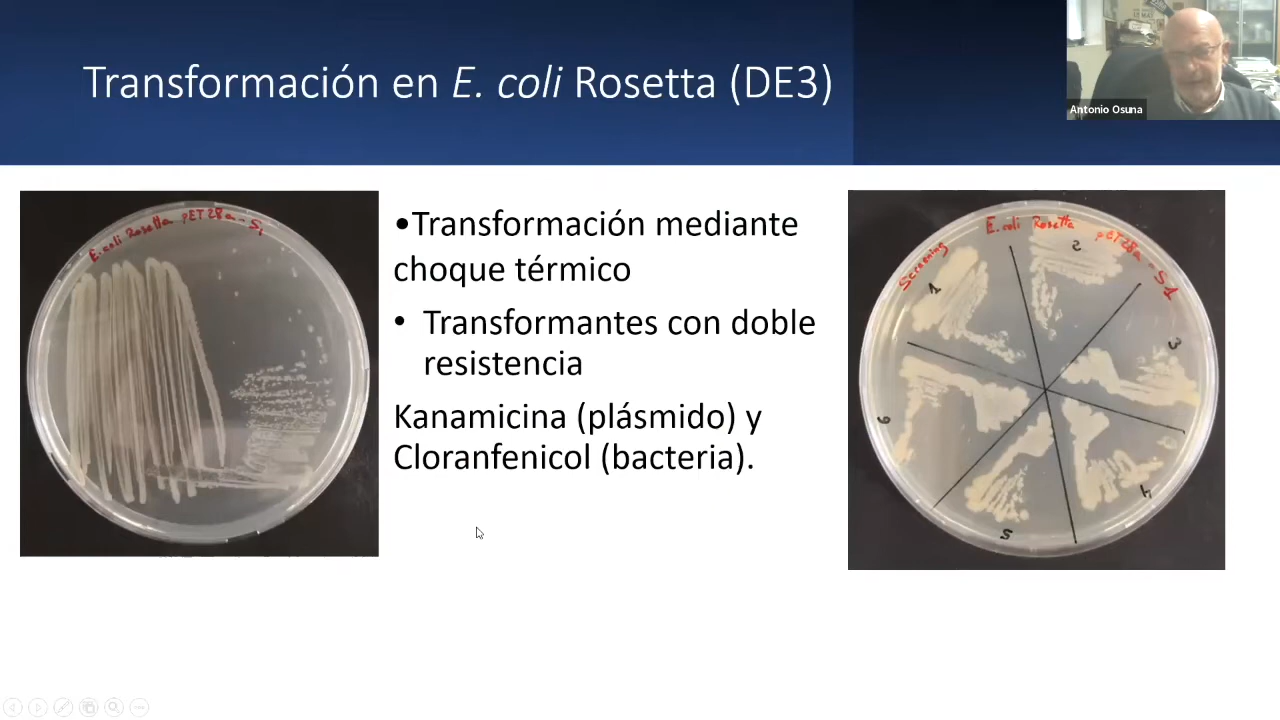 Transformación en E. coli Rosetta (DE3)
Antonio Osuna
E. coli Rosetta pET28a - S1
•Transformación mediante
choque térmico
• Transformantes con doble
resistencia
Kanamicina (plásmido) y
Cloranfenicol (bacteria).
Screening
E. coli Rosetta
pET28a - S1
1
2
3
4
5
6